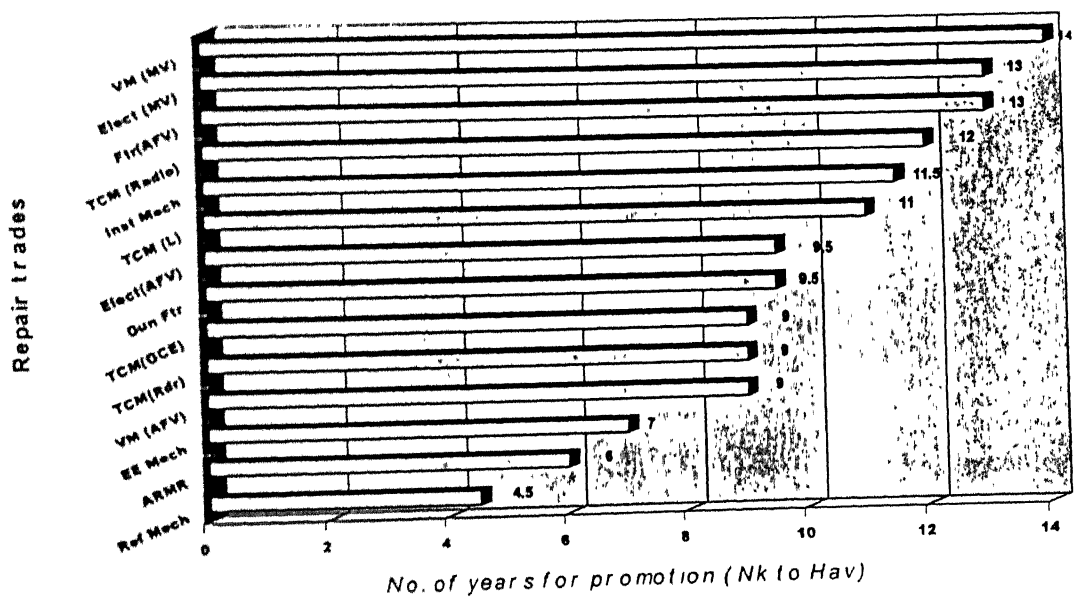 Repair trades
VM (MV) 14
Elect (MV) 13
Ftr(AFV) 13
TCM (Radio) 12
Inst Mech 11.5
TCM (L) 11
Elect(AFV) 9.5
Gun Ftr 9.5
TCM(OCE) 9
TCM(Rdr) 9
VM (AFV) 9
EE Mech 7
ARMR 6
Ref Mech 4.5
0 2 4 6 8 10 12 14
No. of years for promotion (Nk to Hav)